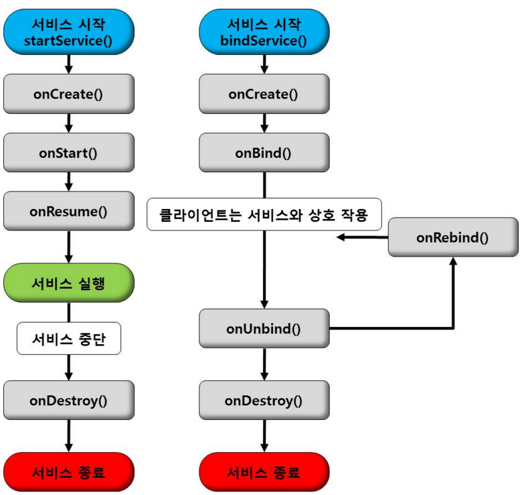 서비스 시작
startService()
onCreate()
onStart()
onResume()
서비스 실행
서비스 중단
onDestroy()
서비스 종료
서비스 시작
bindService()
onCreate()
onBind()
클라이언트는 서비스와 상호 작용
onRebind()
onUnbind()
onDestroy()
서비스 종료